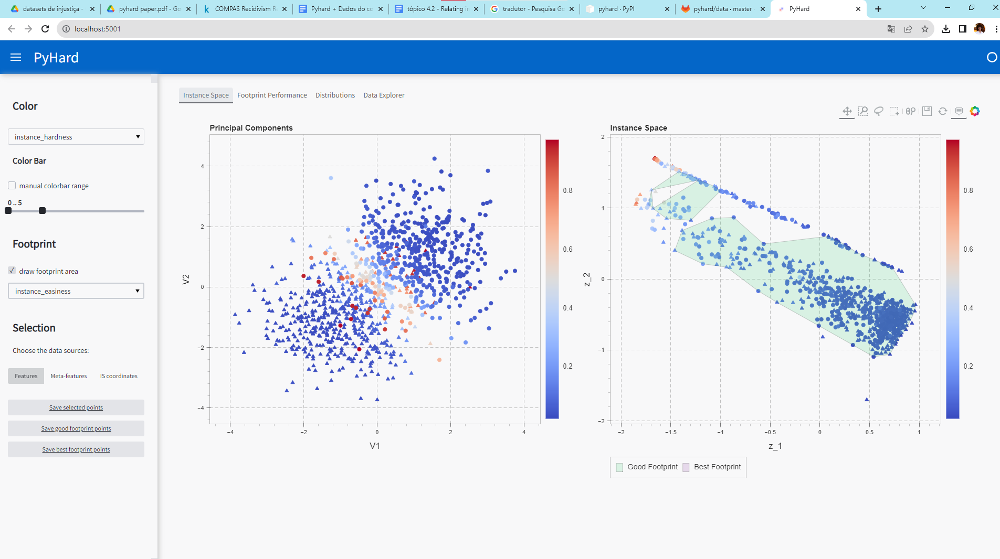 datasets de injustiça -
pyhard paper.pdf - Go
COMPAS Recidivism Ra
Pyhard + Dados do co
tópico 4.2 - Relating in
tradutor - Pesquisa Go
pyhard · PyPI
pyhard/data · master ·
PyHard
localhost:5001
PyHard
Instance Space Footprint Performance Distributions Data Explorer
Color
instance_hardness
Color Bar
manual colorbar range
0 .. 5
Footprint
draw footprint area
instance_easiness
Selection
Choose the data sources:
Features Meta-features IS coordinates
Save selected points
Save good footprint points
Save best footprint points
Principal Components
4
2
0
−2
−4
V2
−4 −2 0 2 4
V1
0.8
0.6
0.4
0.2
Instance Space
2
1
0
−1
−2
z_2
−2 −1.5 −1 −0.5 0 0.5 1
z_1
0.8
0.6
0.4
0.2
Good Footprint Best Footprint